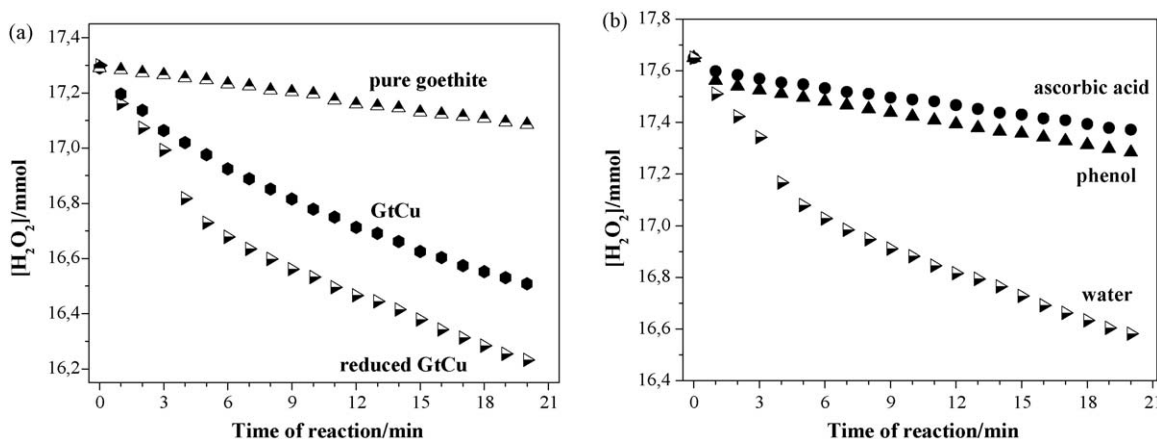 (a)
17,4
17,2
17,0
16,8
16,6
16,4
16,2
[H₂O₂]/mmol
pure goethite
GtCu
reduced GtCu
0 3 6 9 12 15 18 21
Time of reaction/min
(b)
17,8
17,6
17,4
17,2
17,0
16,8
16,6
16,4
[H₂O₂]/mmol
ascorbic acid
phenol
water
0 3 6 9 12 15 18 21
Time of reaction/min